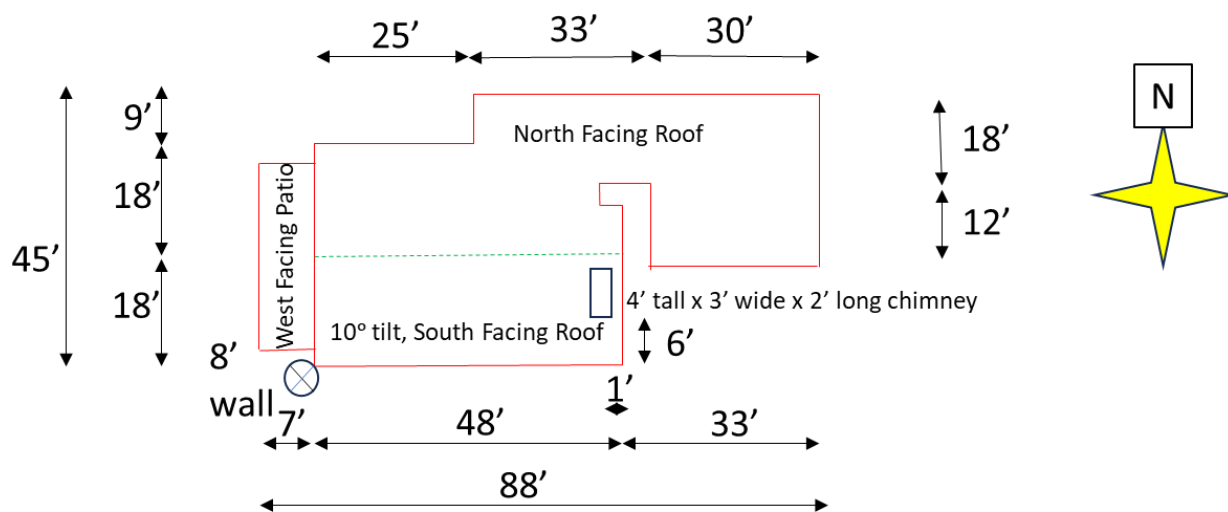 25’
33’
30’
N
9’
North Facing Roof
18’
18’
West Facing Patio
12’
45’
18’
4’ tall x 3’ wide x 2’ long chimney
10° tilt, South Facing Roof
6’
8’
wall
1’
7’
48’
33’
88’